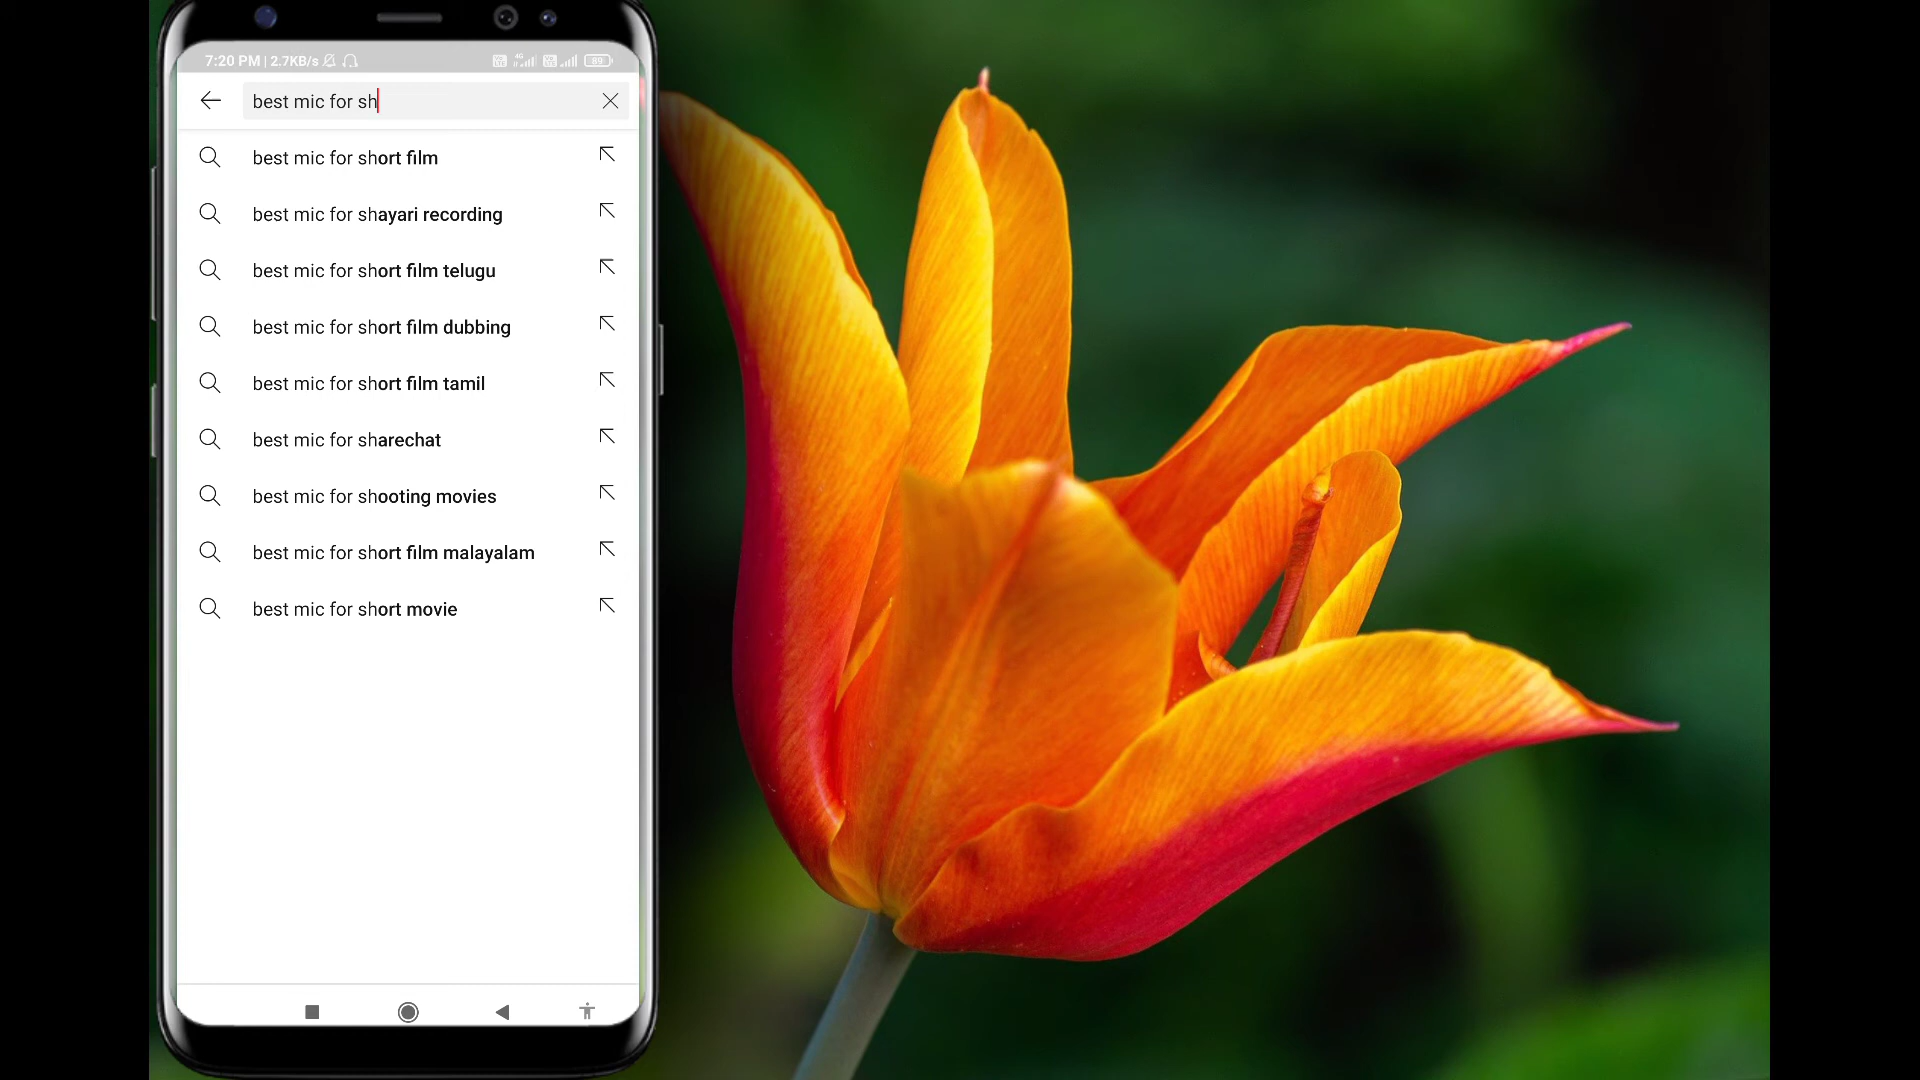 7:20 PM | 2.7KB/s
4G
89
best mic for sh
best mic for short film
best mic for shayari recording
best mic for short film telugu
best mic for short film dubbing
best mic for short film tamil
best mic for sharechat
best mic for shooting movies
best mic for short film malayalam
best mic for short movie